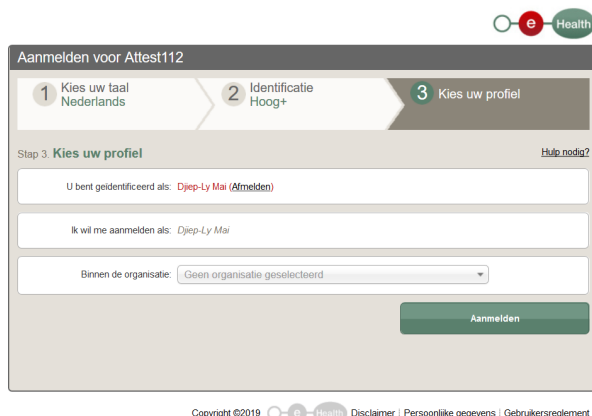 e Health
Aanmelden voor Attest112
1 Kies uw taal
Nederlands
2 Identificatie
Hoog+
3 Kies uw profiel
Stap 3. Kies uw profiel
Hulp nodig?
U bent geïdentificeerd als: Djiep-Ly Mai (Afmelden)
Ik wil me aanmelden als: Djiep-Ly Mai
Binnen de organisatie: Geen organisatie geselecteerd
Aanmelden
Copyright ©2019 e Health Disclaimer | Persoonlijke gegevens | Gebruikersreglement